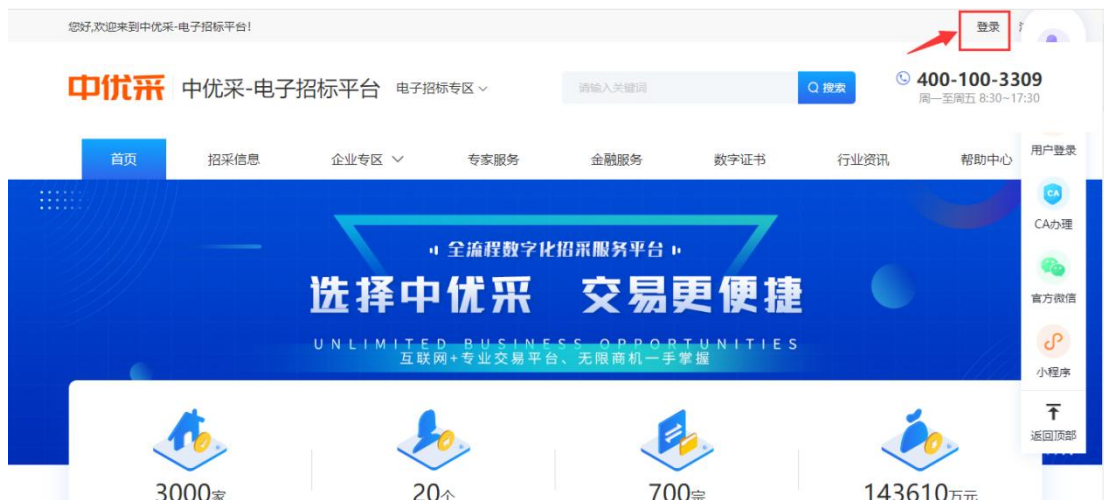 您好,欢迎来到中优采-电子招标平台!
登录
中优采 中优采-电子招标平台 电子招标专区
请输入关键词
搜索
400-100-3309
周一至周五 8:30~17:30
首页 招采信息 企业专区 专家服务 金融服务 数字证书 行业资讯 帮助中心
用户登录
CA
CA办理
官方微信
小程序
返回顶部
全流程数字化招采服务平台
选择中优采 交易更便捷
UNLIMITED BUSINESS OPPORTUNITIES
互联网+专业交易平台、无限商机一手掌握
3000家 20个 700宗 143610万元